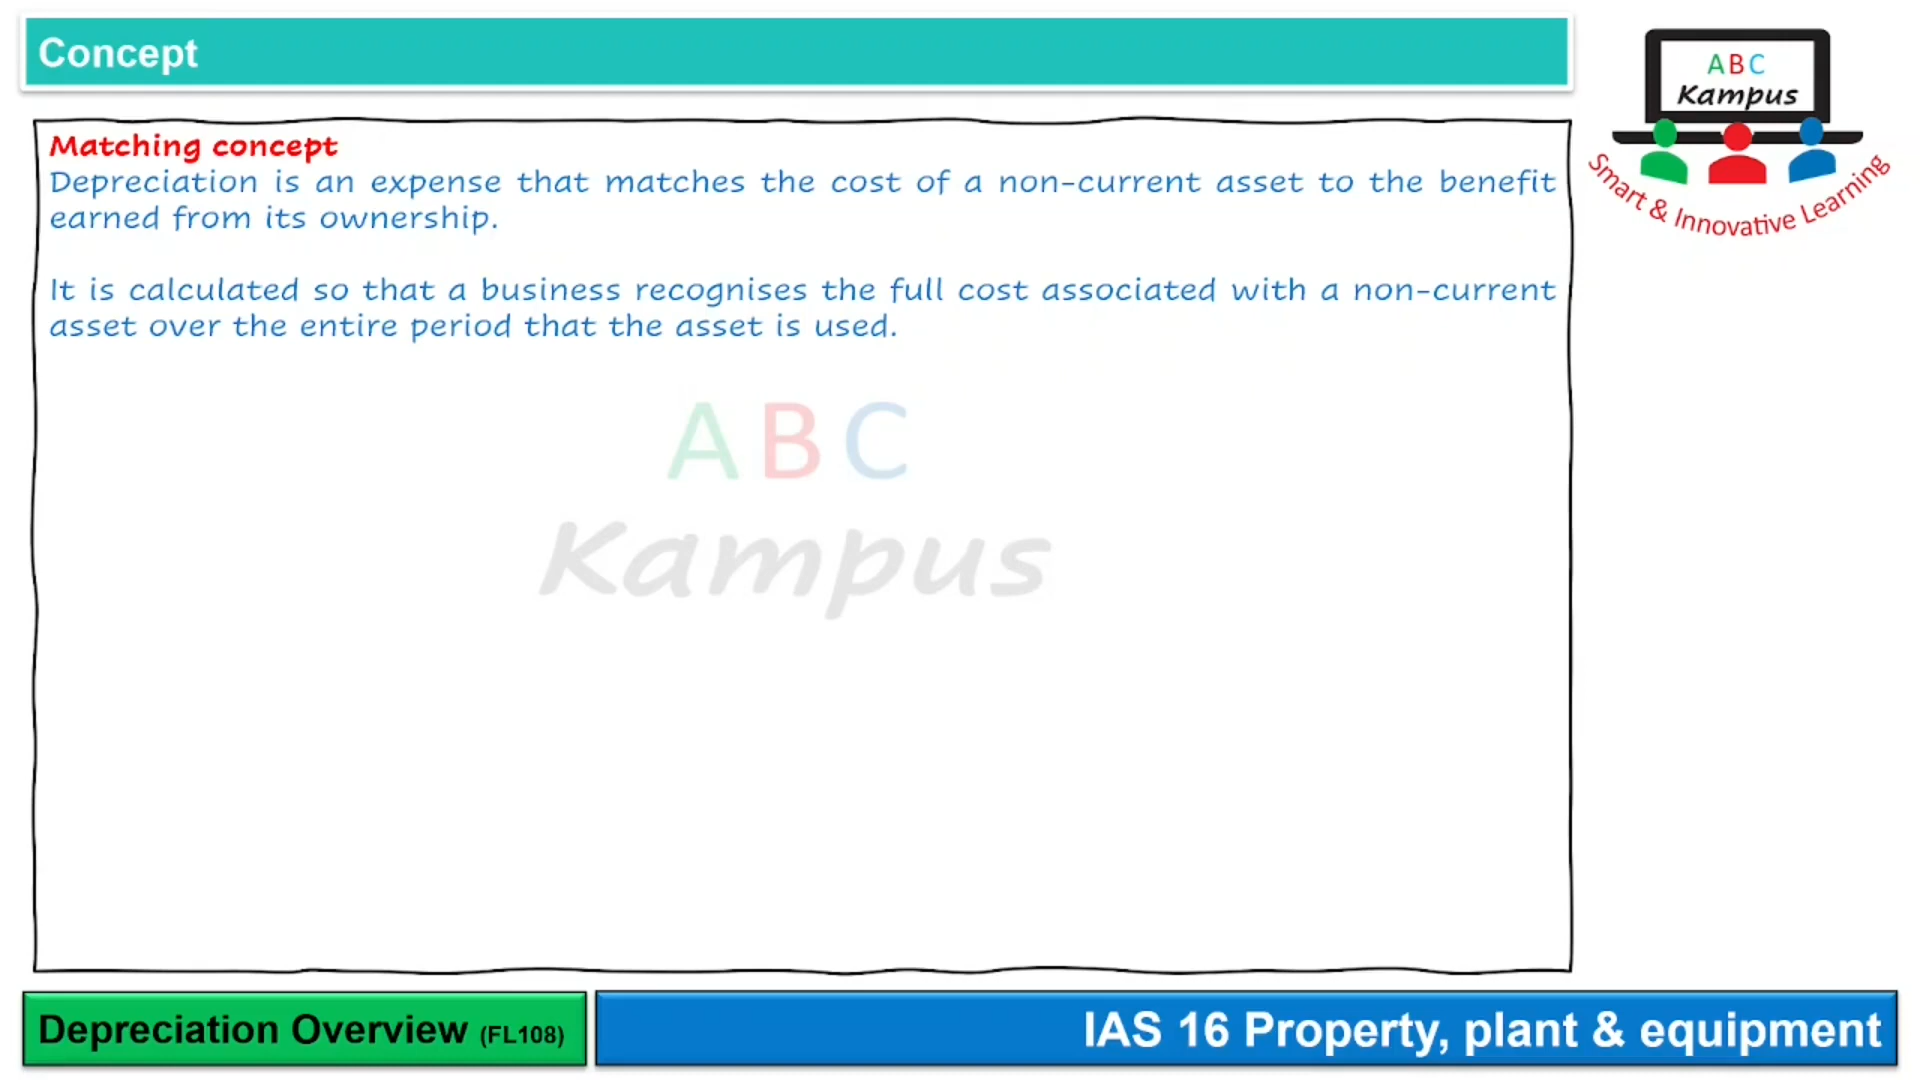 Concept
ABC
Kampus
Smart & Innovative Learning
Matching concept
Depreciation is an expense that matches the cost of a non-current asset to the benefit
earned from its ownership.
It is calculated so that a business recognises the full cost associated with a non-current
asset over the entire period that the asset is used.
ABC
Kampus
Depreciation Overview (FL108)
IAS 16 Property, plant & equipment